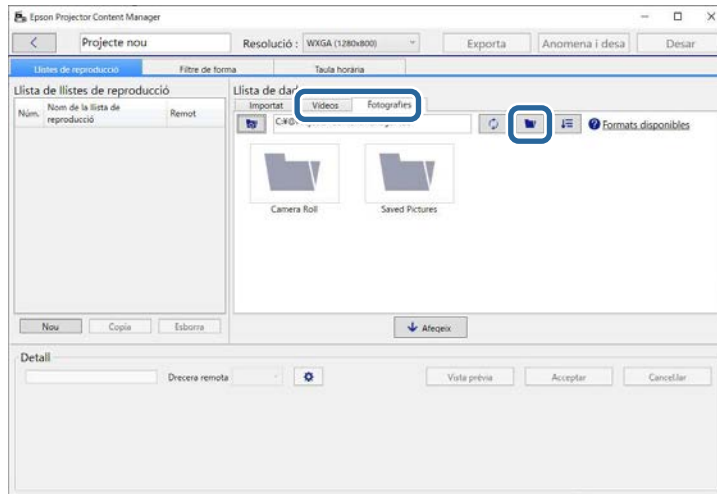 Epson Projector Content Manager
Projecte nou
Resolució :
WXGA (1280x800)
Exporta
Anomena i desa
Desar
Llistes de reproducció
Filtre de forma
Taula horària
Llista de llistes de reproducció
Núm.
Nom de la llista de
reproducció
Remot
Llista de dad
Importat
Vídeos
Fotografies
Formats disponibles
Camera Roll
Saved Pictures
Nou
Copia
Esborra
Afegeix
Detall
Drecera remota
Vista prèvia
Acceptar
Cancel.lar